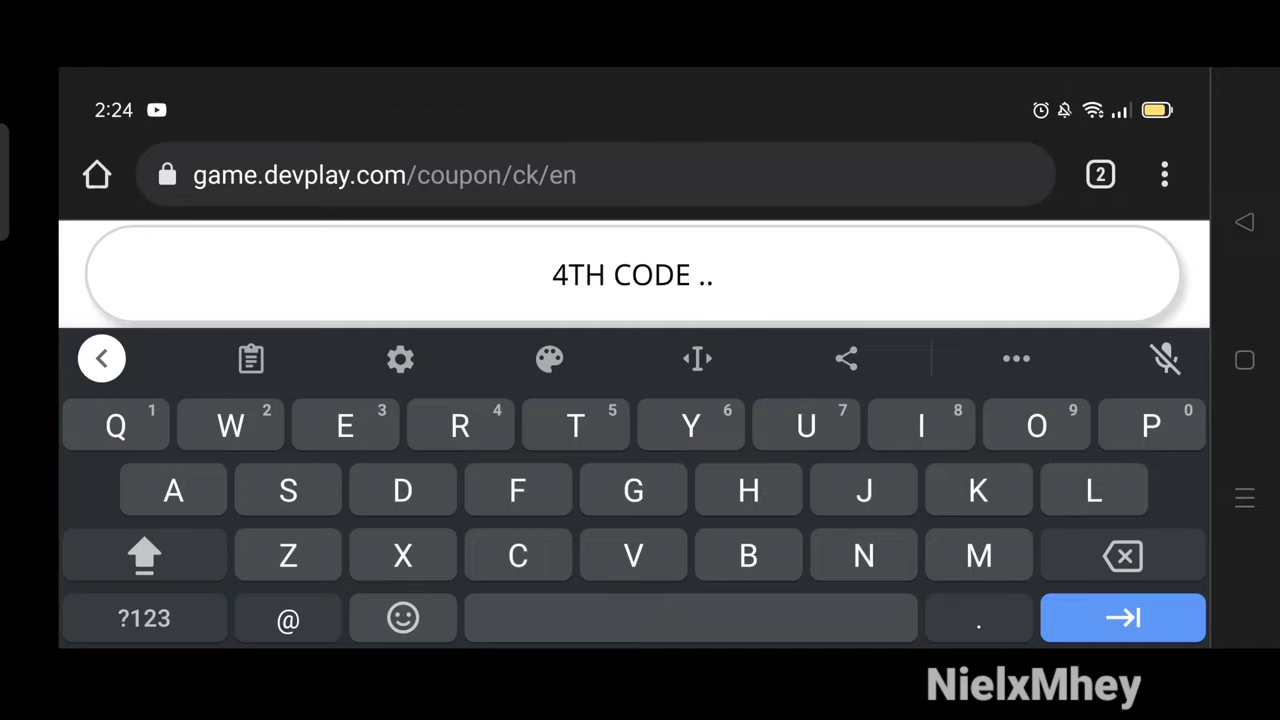 2:24
game.devplay.com/coupon/ck/en
2
4TH CODE ..
Q 1 W 2 E 3 R 4 T 5 Y 6 U 7 I 8 O 9 P 0
A S D F G H J K L
Z X C V B N M
?123 @ .
NielxMhey